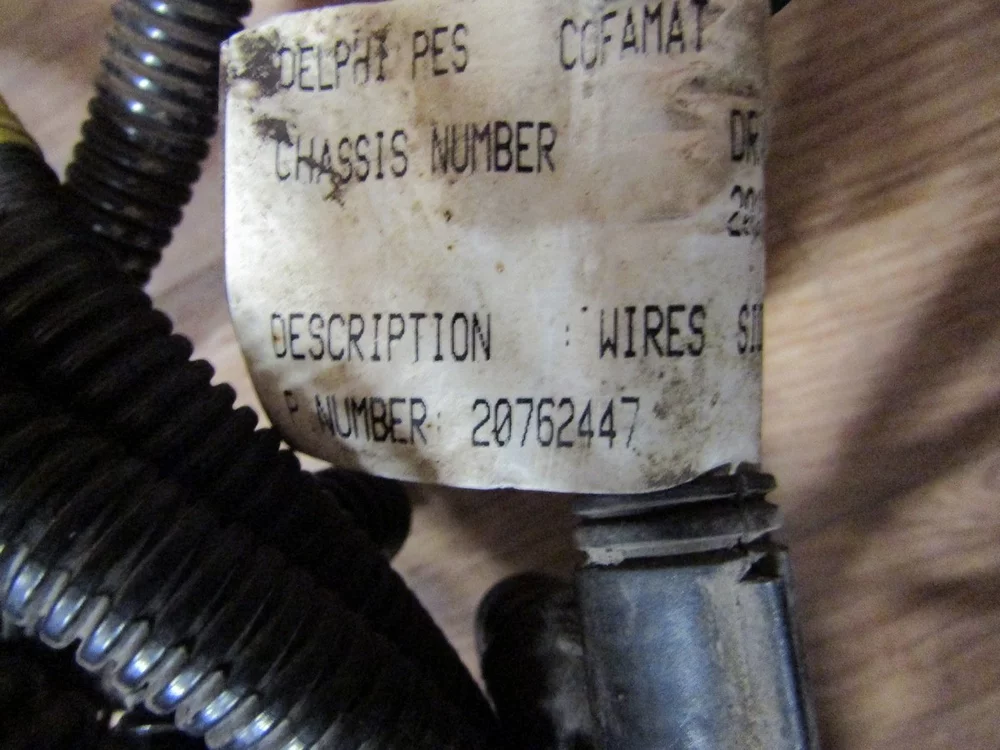 DELPHI PES COFAMAT
CHASSIS NUMBER
DESCRIPTION : WIRES
P NUMBER: 20762447